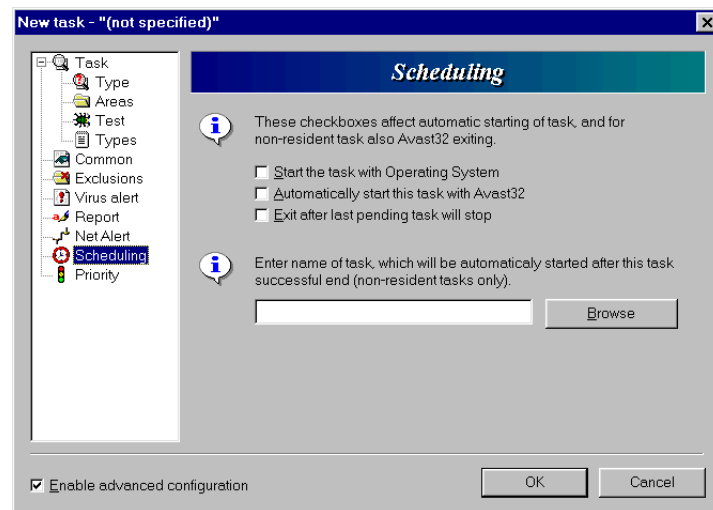 New task - "(not specified)"
Task
Type
Areas
Test
Types
Common
Exclusions
Virus alert
Report
Net Alert
Scheduling
Priority
Scheduling
These checkboxes affect automatic starting of task, and for
non-resident task also Avast32 exiting.
Start the task with Operating System
Automatically start this task with Avast32
Exit after last pending task will stop
Enter name of task, which will be automaticaly started after this task
successful end (non-resident tasks only).
Browse
Enable advanced configuration
OK
Cancel